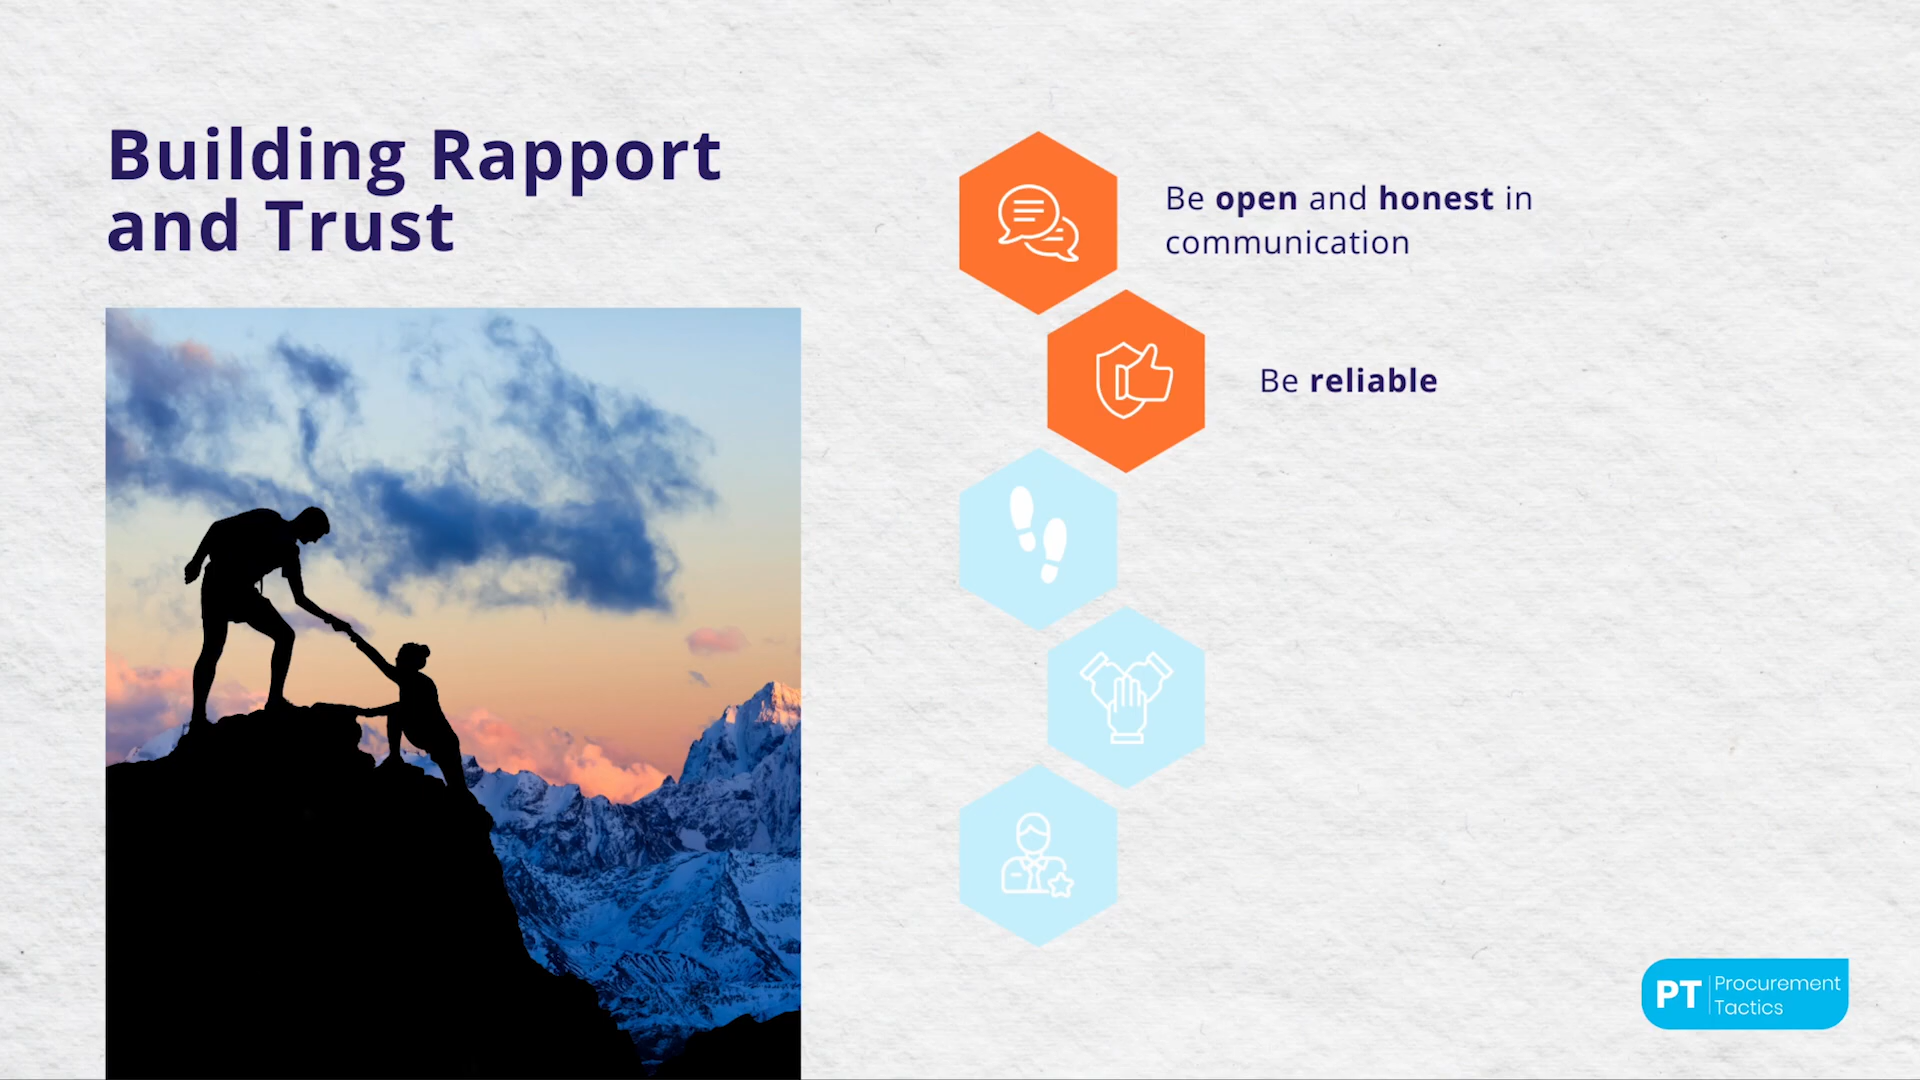 Building Rapport
and Trust
Be open and honest in
communication
Be reliable
PT Procurement
Tactics